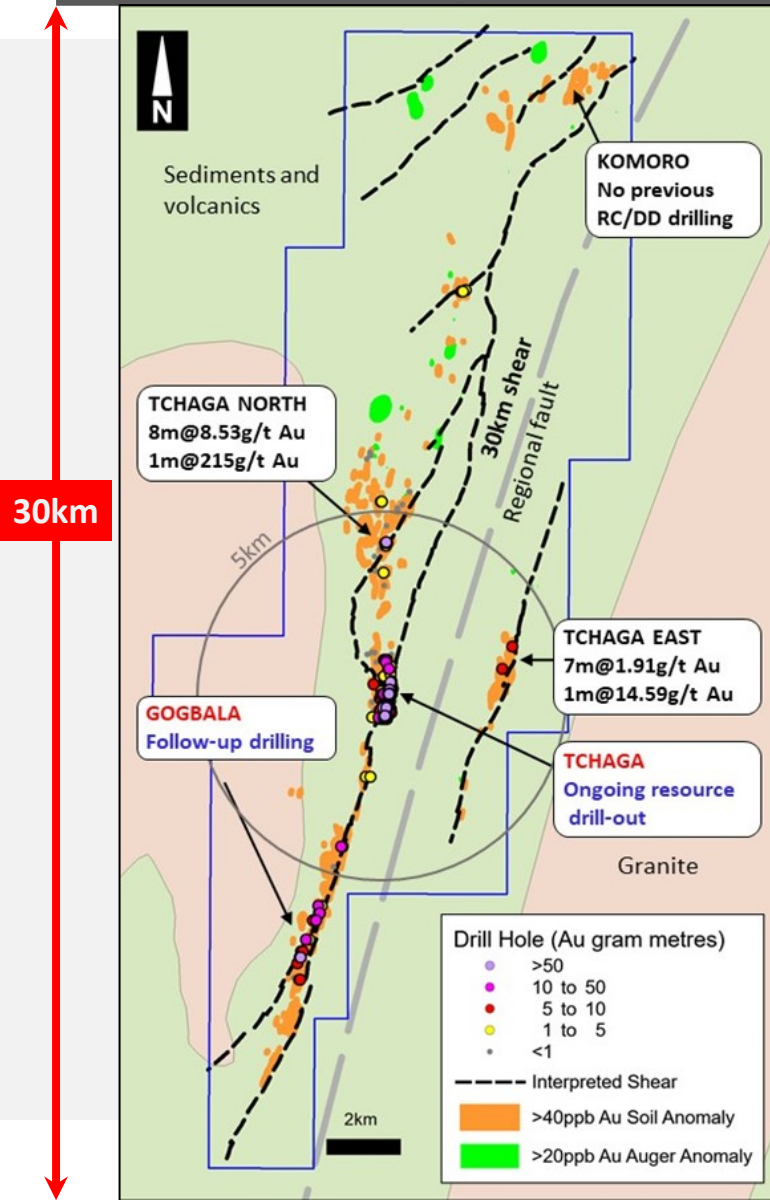 N
Sediments and
volcanics
KOMORO
No previous
RC/DD drilling
30km shear
Regional fault
TCHAGA NORTH
8m@8.53g/t Au
1m@215g/t Au
30km
5km
TCHAGA EAST
7m@1.91g/t Au
1m@14.59g/t Au
GOGBALA
Follow-up drilling
TCHAGA
Ongoing resource
drill-out
Granite
Drill Hole (Au gram metres)
>50
10 to 50
5 to 10
1 to 5
<1
Interpreted Shear
>40ppb Au Soil Anomaly
>20ppb Au Auger Anomaly
2km